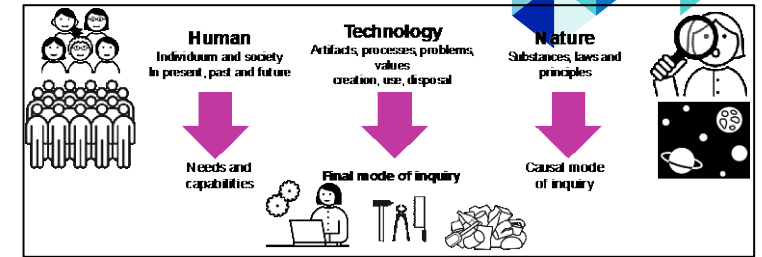 Human
Individuum and society
In present, past and future
Technology
Artifacts, processes, problems,
values
creation, use, disposal
Nature
Substances, laws and
principles
Needs and
capabilities
Final mode of inquiry
Causal mode
of inquiry